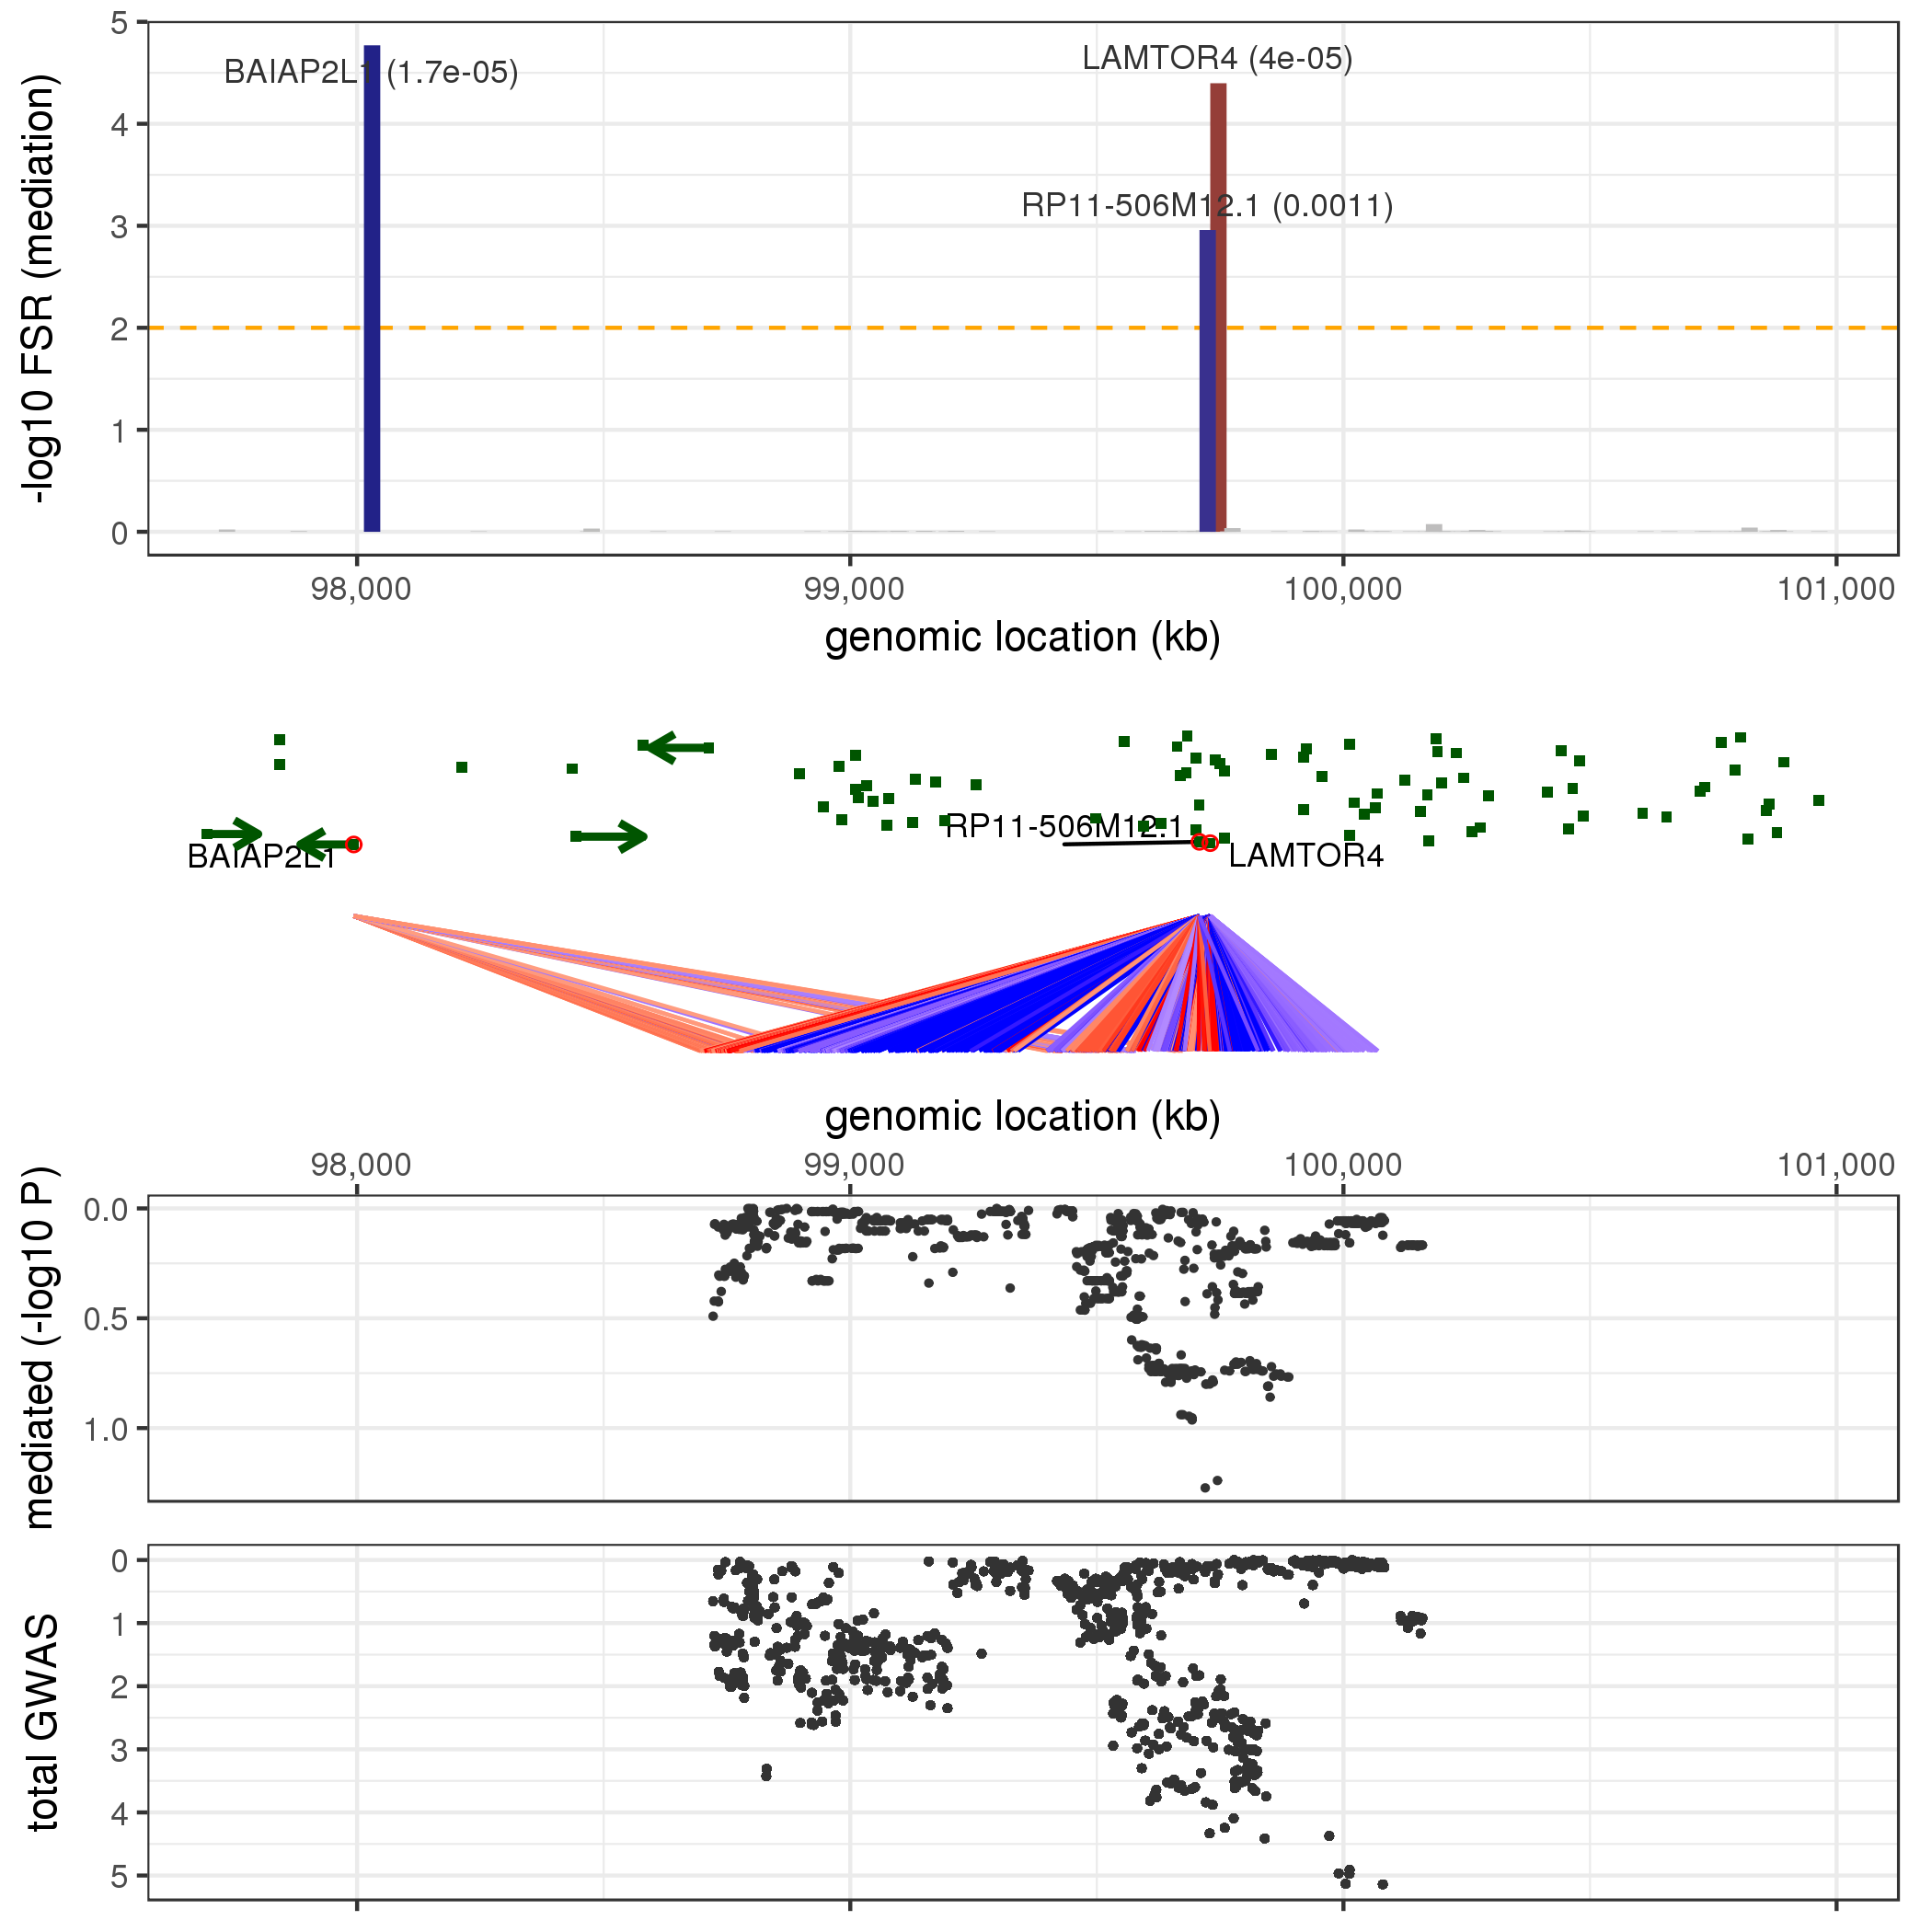 5
BAIAP2L1 (1.7e-05)
LAMTOR4 (4e-05)
4
RP11-506M12.1 (0.0011)
3
2
1
0
-log10 FSR (mediation)
98,000 99,000 100,000 101,000
genomic location (kb)
RP11-506M12.1
BAIAP2L1
LAMTOR4
genomic location (kb)
98,000 99,000 100,000 101,000
mediated (-log10 P)
0.0
0.5
1.0
total GWAS
0
1
2
3
4
5